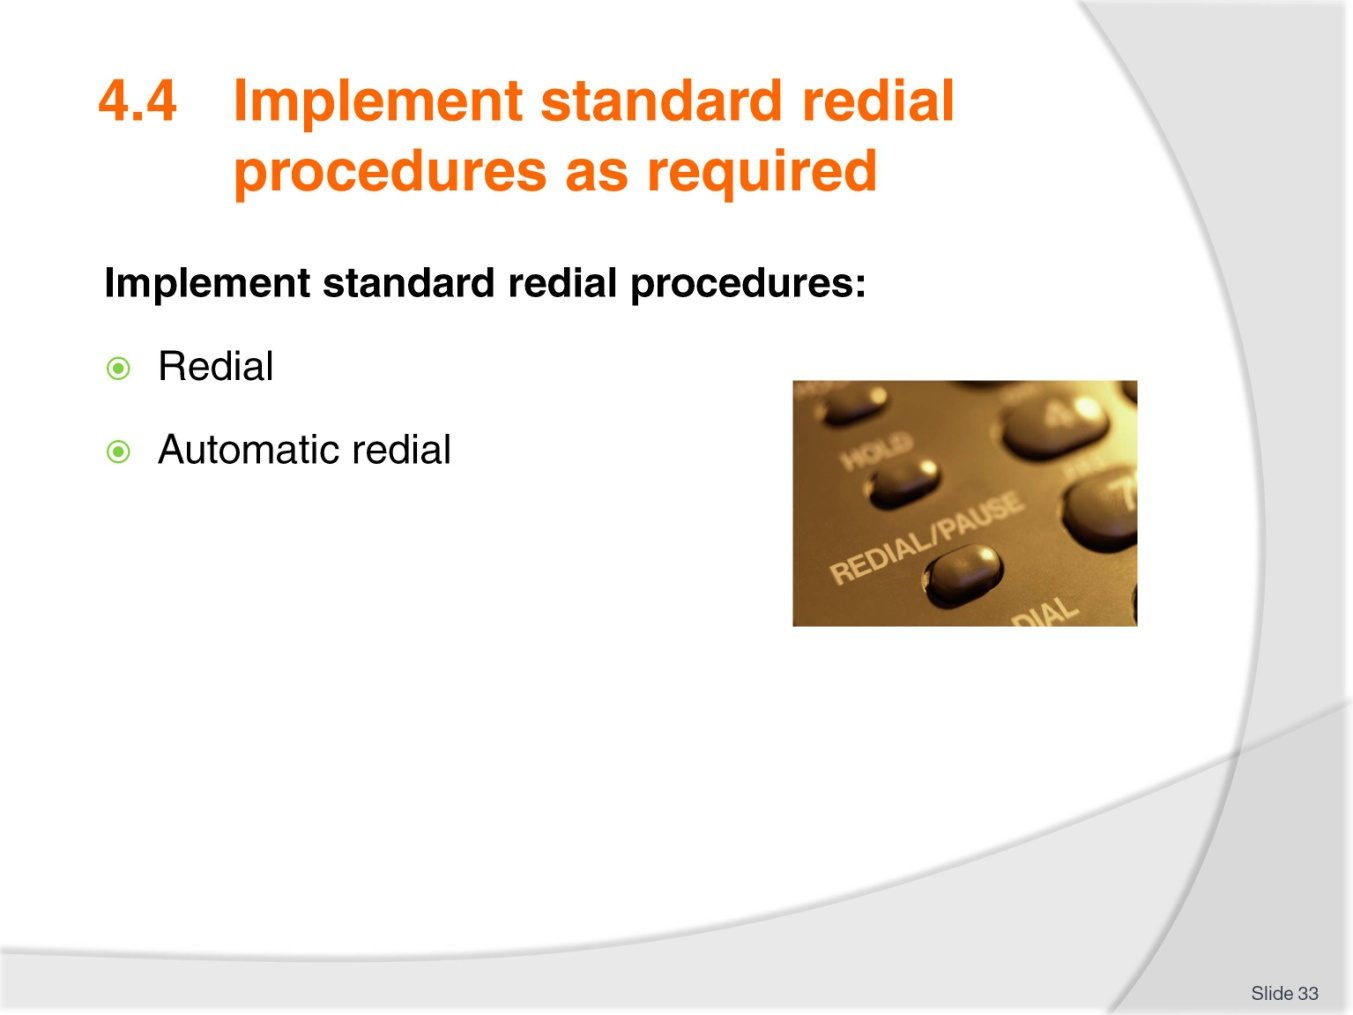 4.4 Implement standard redial
procedures as required
Implement standard redial procedures:
Redial
Automatic redial
HOLD
4
REDIAL/PAUSE
7
DIAL
Slide 33